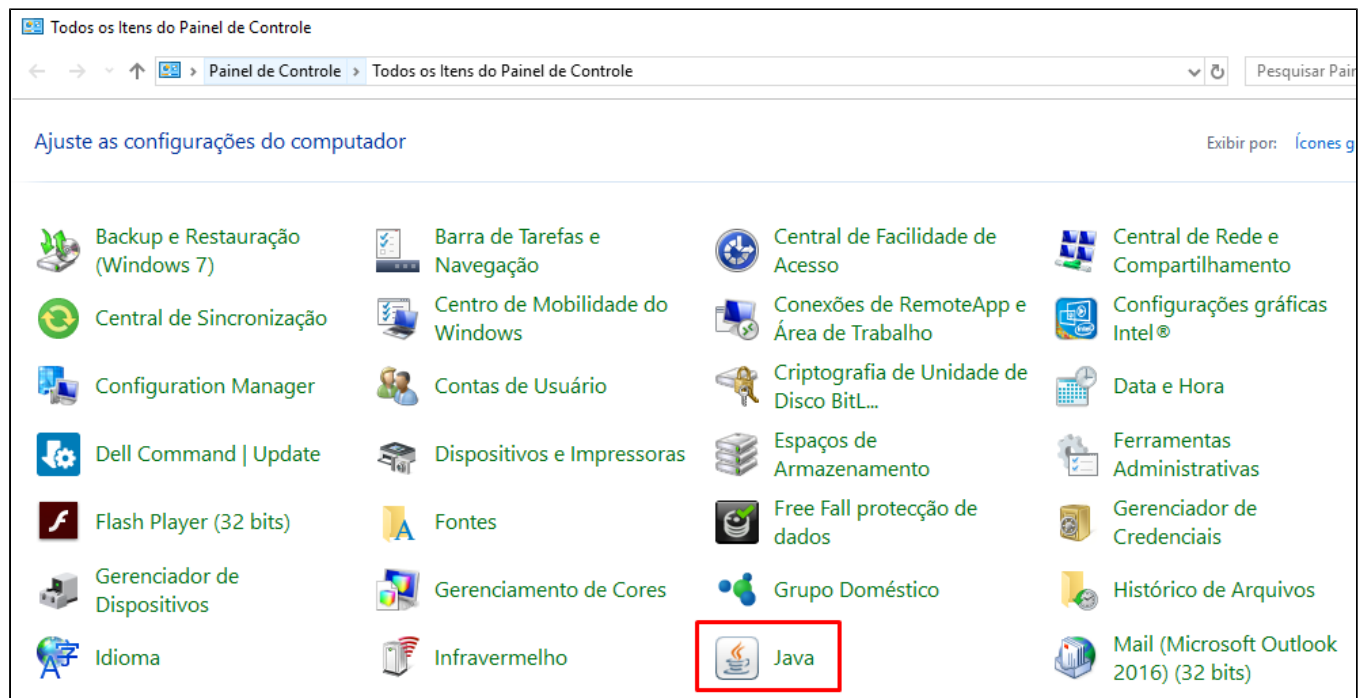 Todos os Itens do Painel de Controle
Painel de Controle > Todos os Itens do Painel de Controle
Pesquisar Pair
Ajuste as configurações do computador
Exibir por: Ícones g
Backup e Restauração
(Windows 7)
Barra de Tarefas e
Navegação
Central de Facilidade de
Acesso
Central de Rede e
Compartilhamento
Central de Sincronização
Centro de Mobilidade do
Windows
Conexões de RemoteApp e
Área de Trabalho
Configurações gráficas
Intel®
Configuration Manager
Contas de Usuário
Criptografia de Unidade de
Disco BitL...
Data e Hora
Dell Command | Update
Dispositivos e Impressoras
Espaços de
Armazenamento
Ferramentas
Administrativas
Flash Player (32 bits)
Fontes
Free Fall protecção de
dados
Gerenciador de
Credenciais
Gerenciador de
Dispositivos
Gerenciamento de Cores
Grupo Doméstico
Histórico de Arquivos
Idioma
Infravermelho
Java
Mail (Microsoft Outlook
2016) (32 bits)